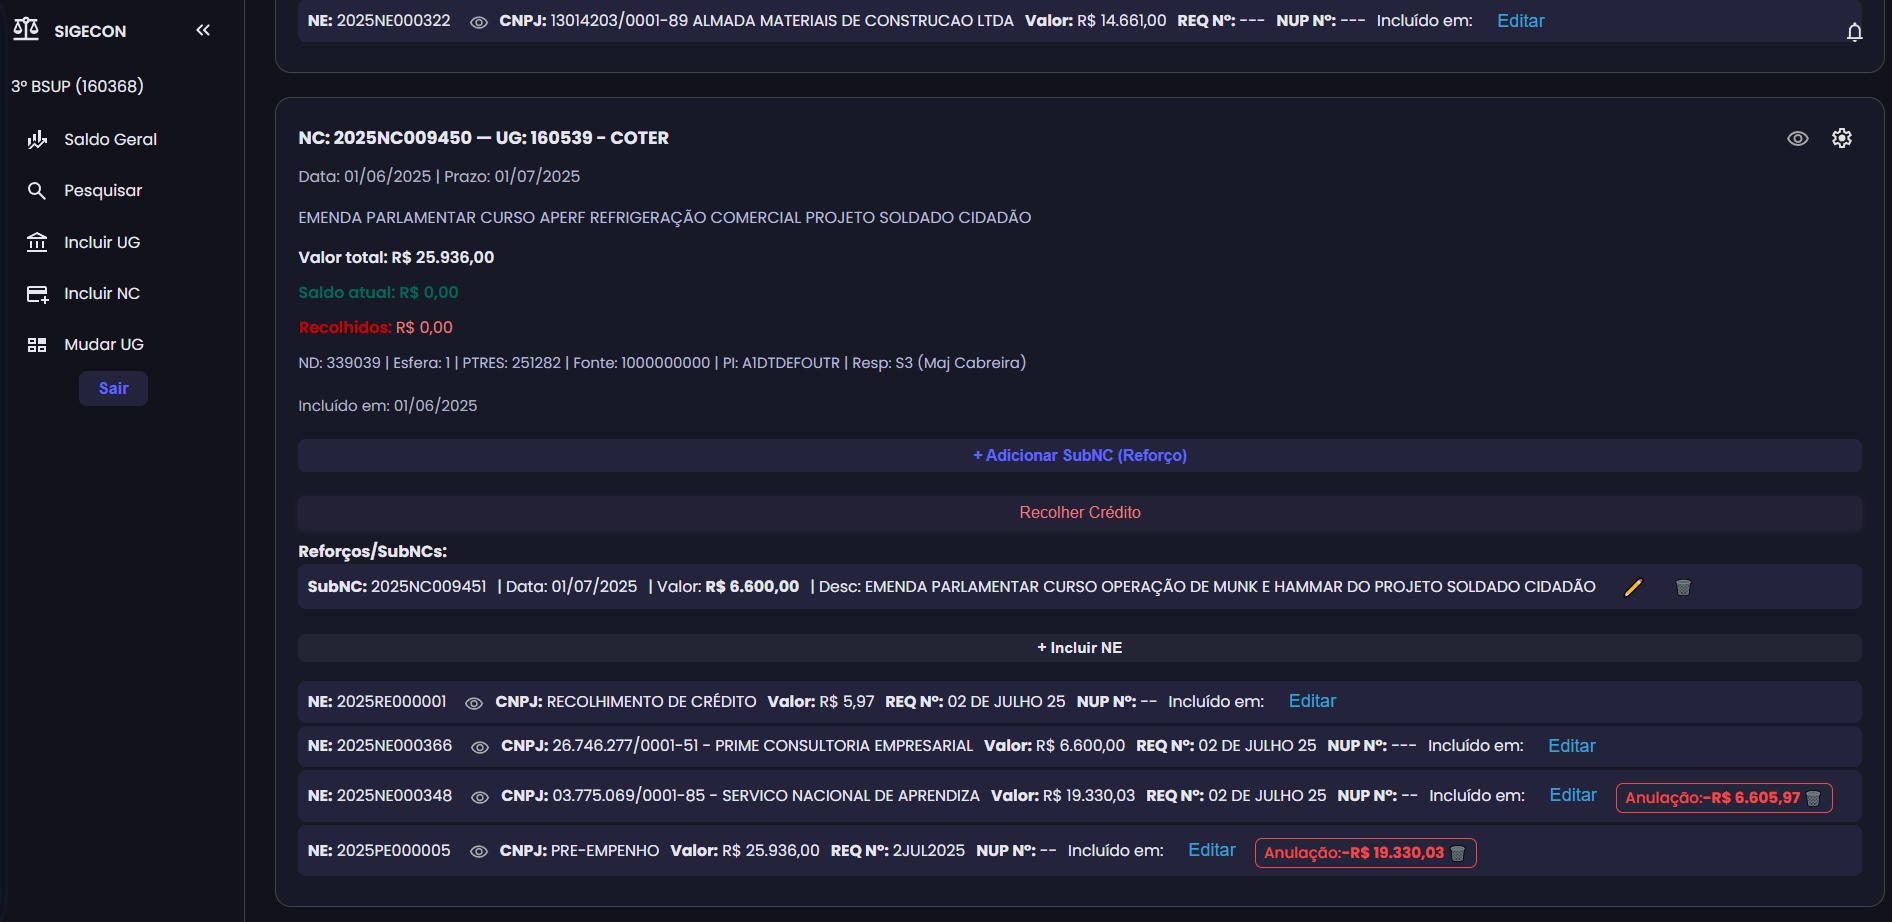 SIGECON
3º BSUP (160368)
Saldo Geral
Pesquisar
Incluir UG
Incluir NC
Mudar UG
Sair
NE: 2025NE000322 CNPJ: 13014203/0001-89 ALMADA MATERIAIS DE CONSTRUCAO LTDA Valor: R$ 14.661,00 REQ Nº: --- NUP Nº: --- Incluído em: Editar
NC: 2025NC009450 — UG: 160539 - COTER
Data: 01/06/2025 | Prazo: 01/07/2025
EMENDA PARLAMENTAR CURSO APERF REFRIGERAÇÃO COMERCIAL PROJETO SOLDADO CIDADÃO
Valor total: R$ 25.936,00
Saldo atual: R$ 0,00
Recolhidos: R$ 0,00
ND: 339039 | Esfera: 1 | PTRES: 251282 | Fonte: 1000000000 | PI: A1DTDEFOUTR | Resp: S3 (Maj Cabreira)
Incluído em: 01/06/2025
+ Adicionar SubNC (Reforço)
Recolher Crédito
Reforços/SubNCs:
SubNC: 2025NC009451 | Data: 01/07/2025 | Valor: R$ 6.600,00 | Desc: EMENDA PARLAMENTAR CURSO OPERAÇÃO DE MUNK E HAMMAR DO PROJETO SOLDADO CIDADÃO
+ Incluir NE
NE: 2025RE000001 CNPJ: RECOLHIMENTO DE CRÉDITO Valor: R$ 5,97 REQ Nº: 02 DE JULHO 25 NUP Nº: -- Incluído em: Editar
NE: 2025NE000366 CNPJ: 26.746.277/0001-51 - PRIME CONSULTORIA EMPRESARIAL Valor: R$ 6.600,00 REQ Nº: 02 DE JULHO 25 NUP Nº: --- Incluído em: Editar
NE: 2025NE000348 CNPJ: 03.775.069/0001-85 - SERVICO NACIONAL DE APRENDIZA Valor: R$ 19.330,03 REQ Nº: 02 DE JULHO 25 NUP Nº: -- Incluído em: Editar Anulação:-R$ 6.605,97
NE: 2025PE000005 CNPJ: PRE-EMPENHO Valor: R$ 25.936,00 REQ Nº: 2JUL2025 NUP Nº: -- Incluído em: Editar Anulação:-R$ 19.330,03